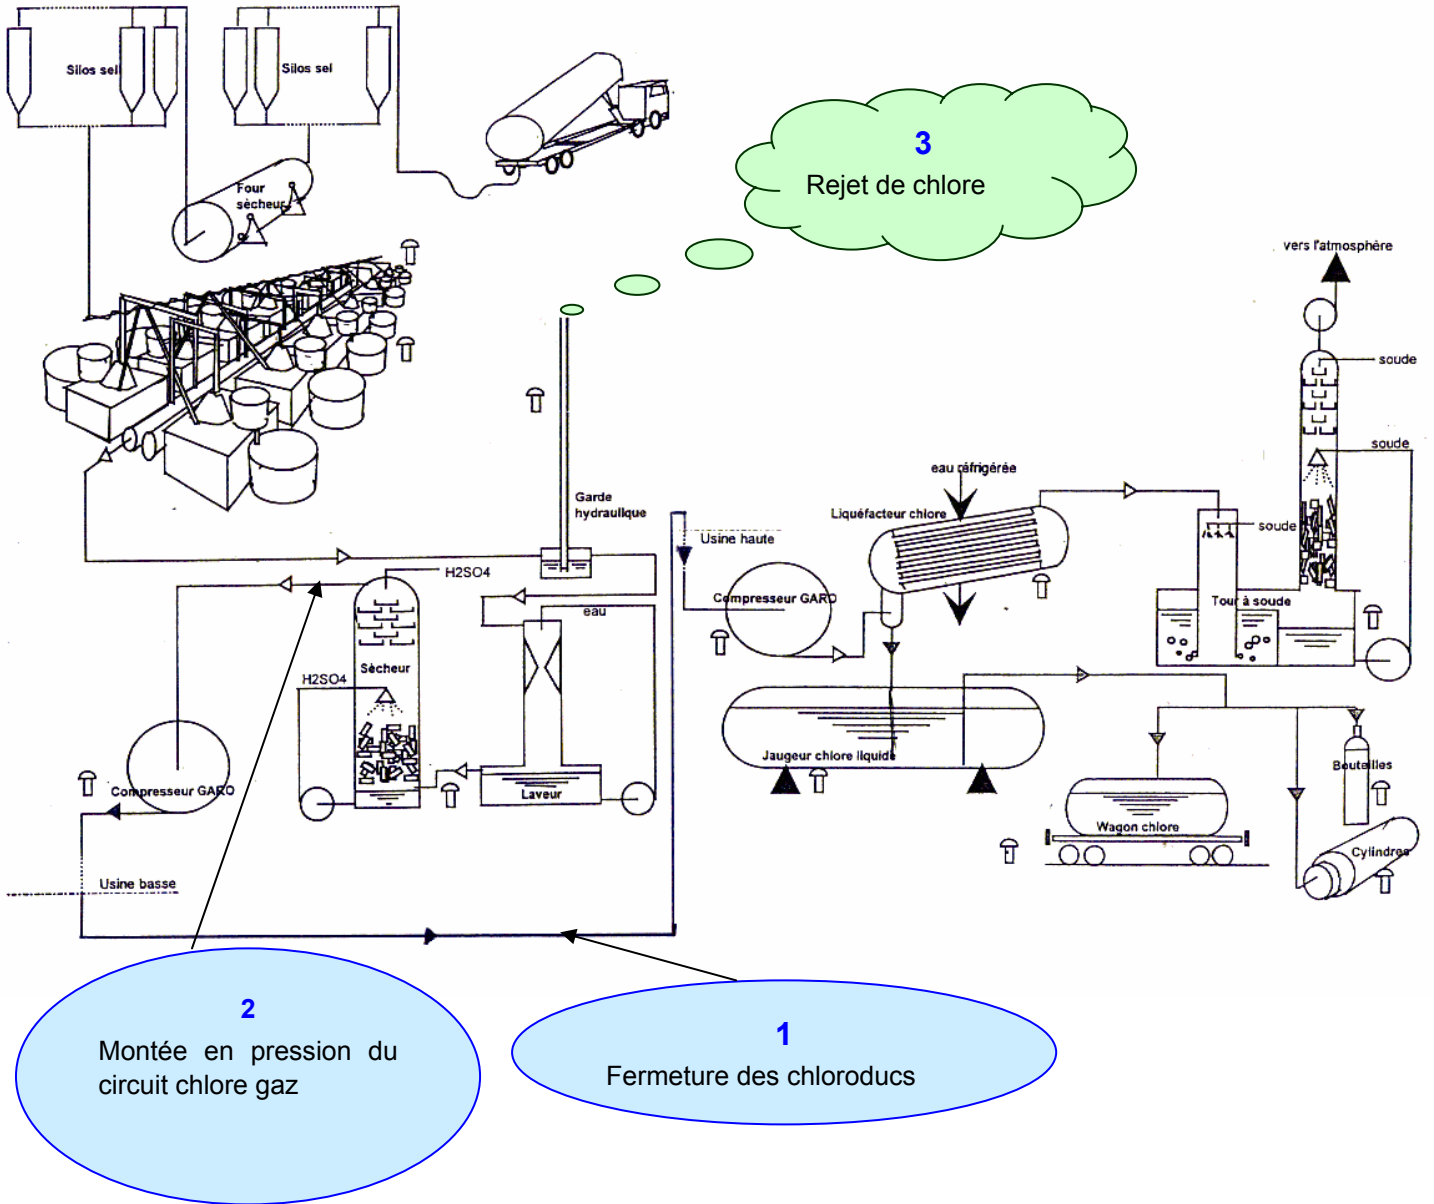 Silos sel
Silos sel
Four
sècheur
3
Rejet de chlore
vers l'atmosphère
soude
soude
eau réfrigérée
Garde
hydraulique
Liquéfacteur chlore
soude
Usine haute
H2SO4
eau
Compresseur GARO
Tour à soude
Sècheur
H2SO4
Jaugeur chlore liquide
Bouteilles
Compresseur GARO
Laveur
Wagon chlore
Cylindres
Usine basse
2
Montée en pression du
circuit chlore gaz
1
Fermeture des chloroducs